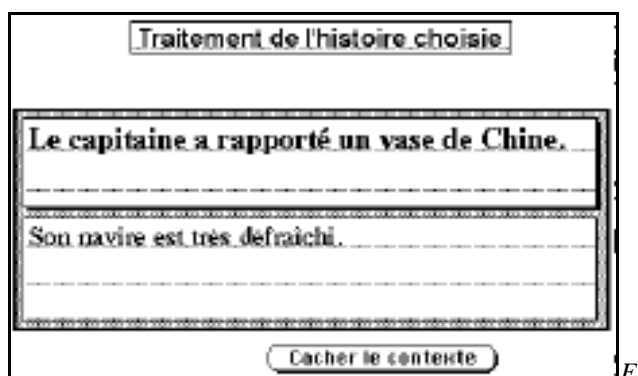 Traitement de l'histoire choisie
Le capitaine a rapporté un vase de Chine.
Son navire est très défraichi.
Cacher le contexte